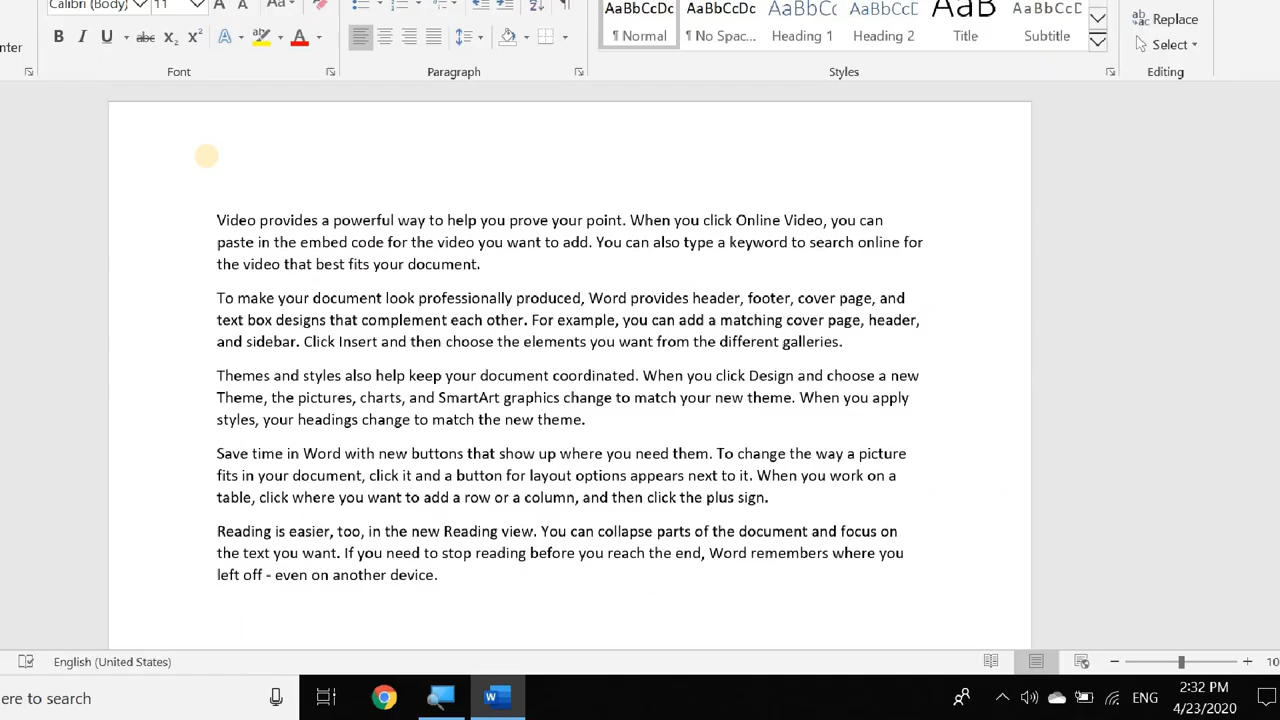 Calibri (Body)
11
Aa
AaBbCcDc
AaBbCcDc
AaBbCc
AaBbCcD
AaB
AaBbCcD
Replace
nter
B I U abc X₂ X²
A
A
¶ Normal
¶ No Spac...
Heading 1
Heading 2
Title
Subtitle
Select
Font
Paragraph
Styles
Editing
Video provides a powerful way to help you prove your point. When you click Online Video, you can
paste in the embed code for the video you want to add. You can also type a keyword to search online for
the video that best fits your document.
To make your document look professionally produced, Word provides header, footer, cover page, and
text box designs that complement each other. For example, you can add a matching cover page, header,
and sidebar. Click Insert and then choose the elements you want from the different galleries.
Themes and styles also help keep your document coordinated. When you click Design and choose a new
Theme, the pictures, charts, and SmartArt graphics change to match your new theme. When you apply
styles, your headings change to match the new theme.
Save time in Word with new buttons that show up where you need them. To change the way a picture
fits in your document, click it and a button for layout options appears next to it. When you work on a
table, click where you want to add a row or a column, and then click the plus sign.
Reading is easier, too, in the new Reading view. You can collapse parts of the document and focus on
the text you want. If you need to stop reading before you reach the end, Word remembers where you
left off - even on another device.
English (United States)
10
ere to search
W
ENG
2:32 PM
4/23/2020